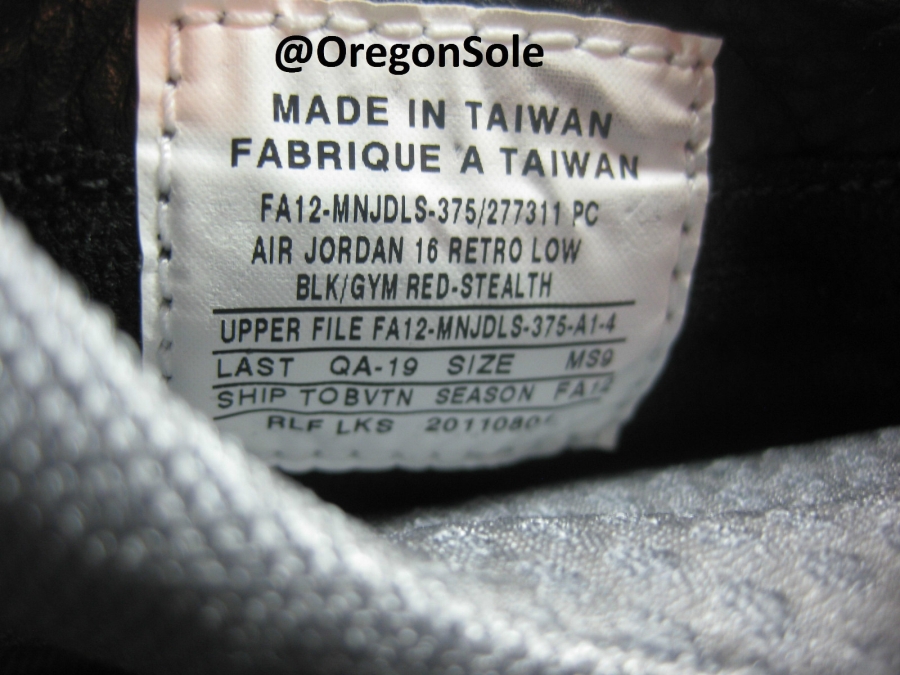 @OregonSole
MADE IN TAIWAN
FABRIQUE A TAIWAN
FA12-MNJDLS-375/277311 PC
AIR JORDAN 16 RETRO LOW
BLK/GYM RED-STEALTH
UPPER FILE FA12-MNJDLS-375-A1-4
LAST QA-19 SIZE MS9
SHIP TOBVTN SEASON FA12
RLF LKS